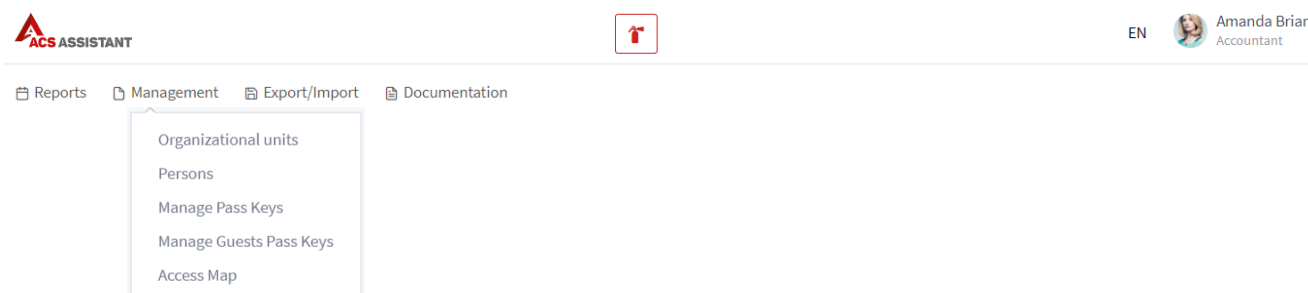 ACS ASSISTANT
EN
Amanda Brian
Accountant
Reports Management Export/Import Documentation
Organizational units
Persons
Manage Pass Keys
Manage Guests Pass Keys
Access Map